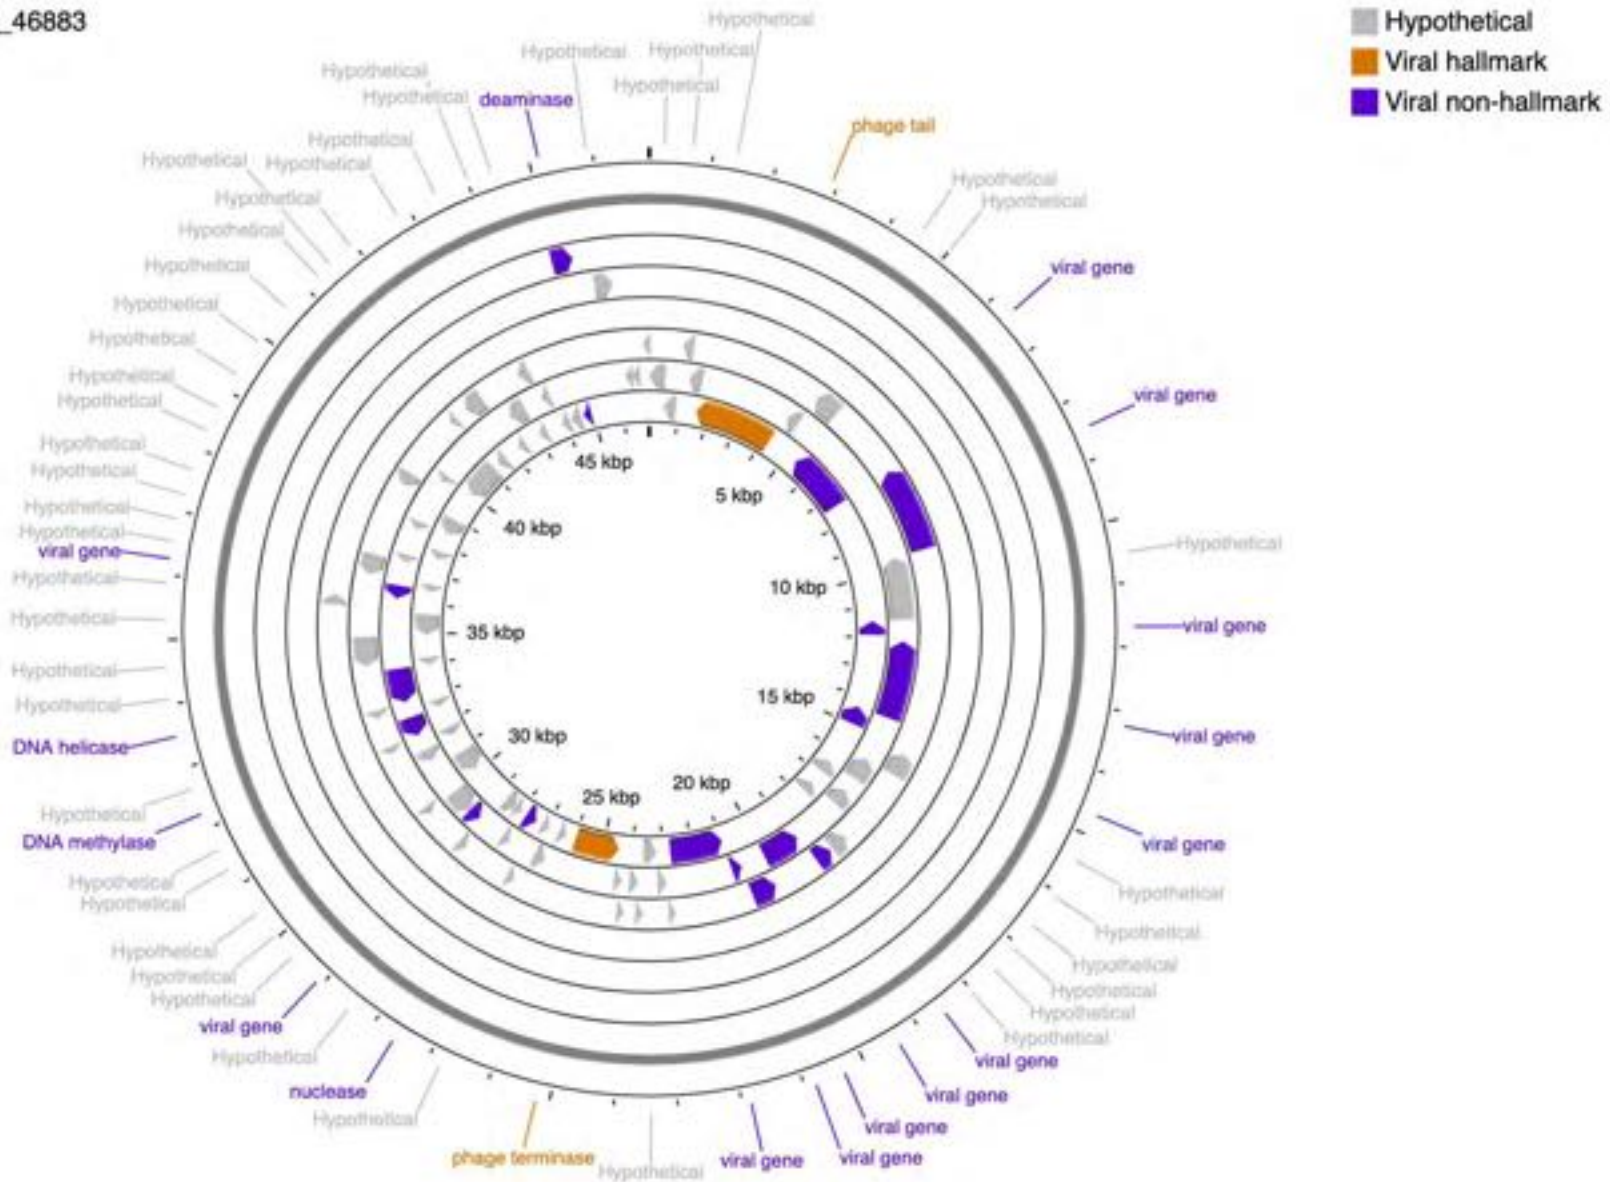 _46883
Hypothetical
Viral hallmark
Viral non-hallmark
Hypothetical
Hypothetical
Hypothetical
Hypothetical
Hypothetical
Hypothetical
deaminase
phage tail
Hypothetical
Hypothetical
Hypothetical
Hypothetical
Hypothetical
Hypothetical
Hypothetical
Hypothetical
Hypothetical
viral gene
Hypothetical
Hypothetical
Hypothetical
viral gene
Hypothetical
Hypothetical
Hypothetical
45 kbp
Hypothetical
5 kbp
Hypothetical
40 kbp
Hypothetical
Hypothetical
viral gene
Hypothetical
10 kbp
Hypothetical
viral gene
35 kbp
Hypothetical
15 kbp
Hypothetical
viral gene
30 kbp
DNA helicase
20 kbp
25 kbp
Hypothetical
DNA methylase
viral gene
Hypothetical
Hypothetical
Hypothetical
Hypothetical
Hypothetical
Hypothetical
Hypothetical
Hypothetical
Hypothetical
Hypothetical
viral gene
Hypothetical
Hypothetical
viral gene
nuclease
viral gene
Hypothetical
viral gene
phage terminase
Hypothetical
viral gene
viral gene